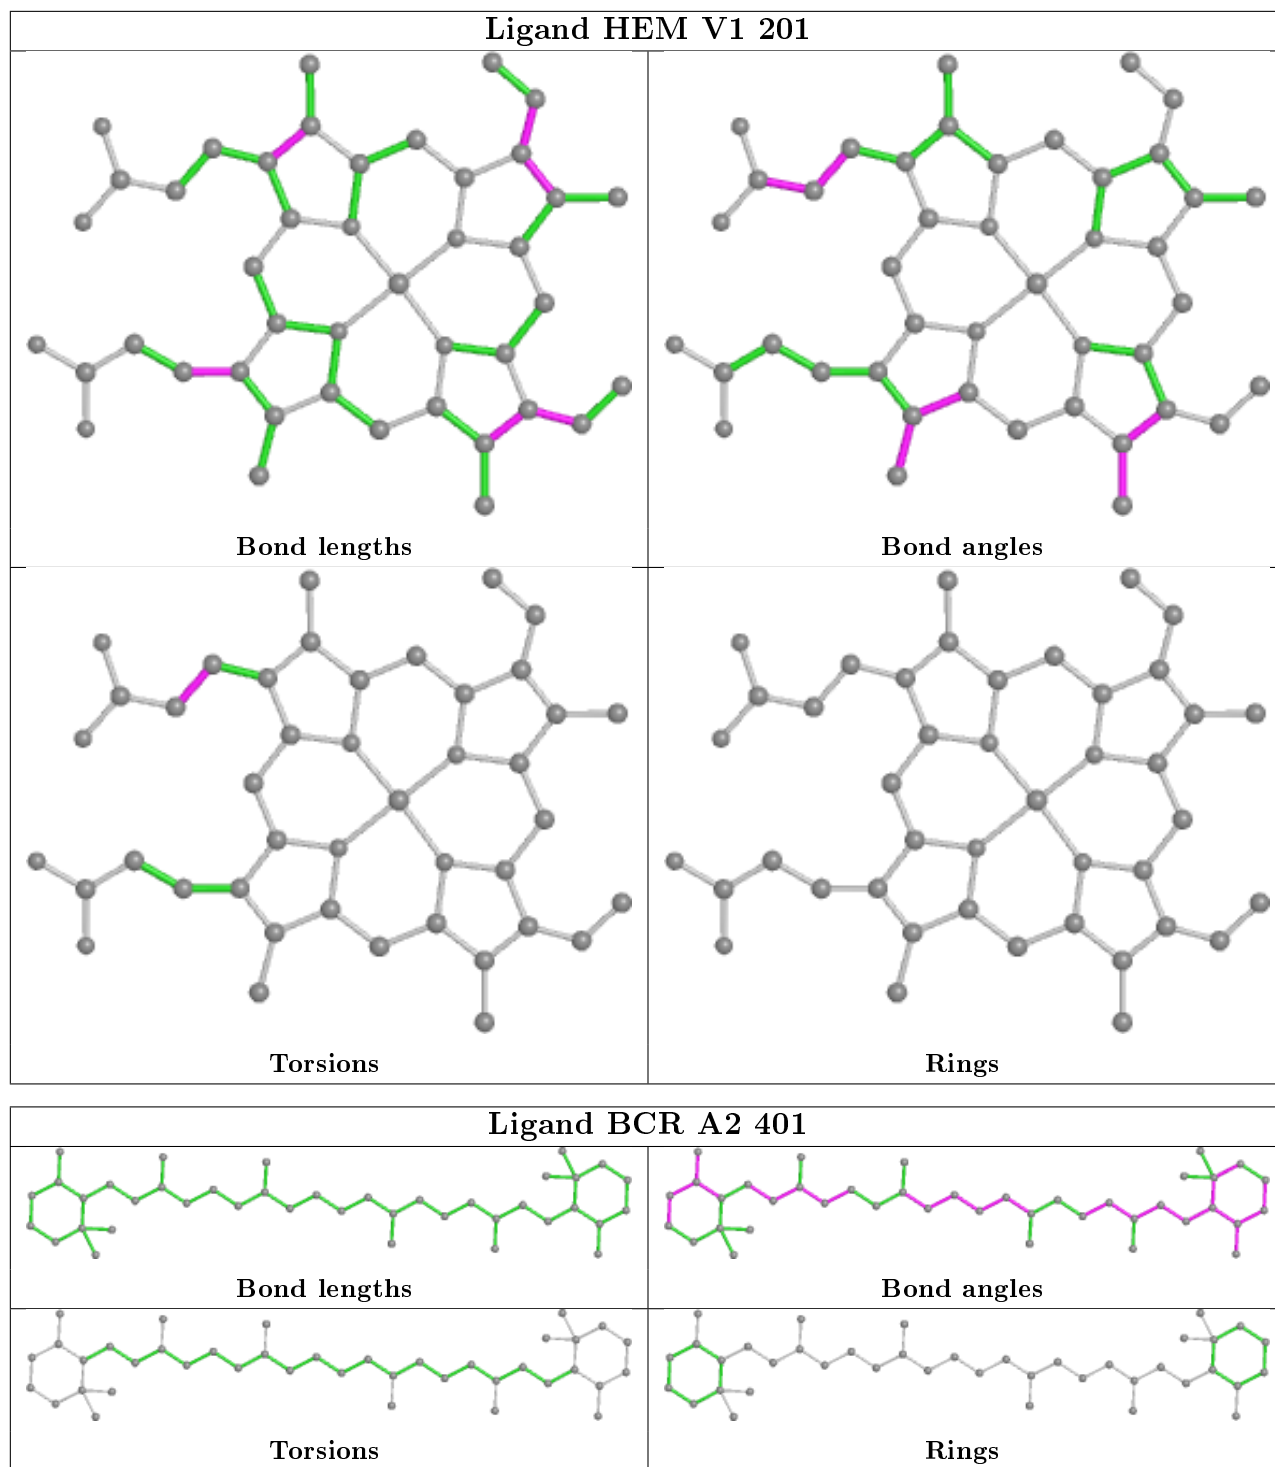 Ligand HEM V1 201
Bond lengths
Bond angles
Torsions
Rings
Ligand BCR A2 401
Bond lengths
Bond angles
Torsions
Rings